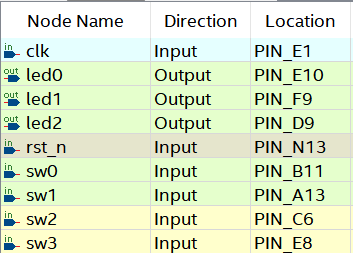 Node Name Direction Location
in clk Input PIN_E1
out led0 Output PIN_E10
out led1 Output PIN_F9
out led2 Output PIN_D9
in rst_n Input PIN_N13
in sw0 Input PIN_B11
in sw1 Input PIN_A13
in sw2 Input PIN_C6
in sw3 Input PIN_E8